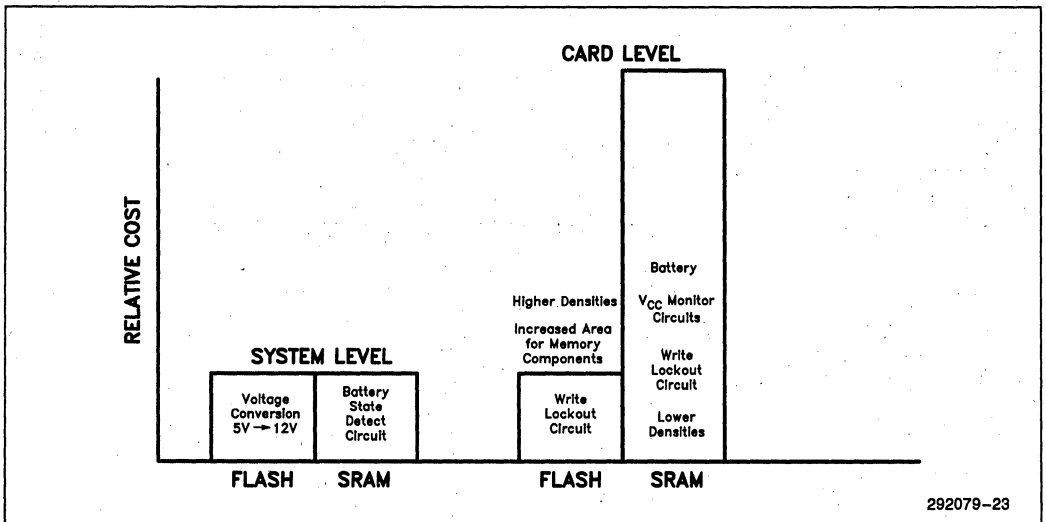 CARD LEVEL
RELATIVE COST
SYSTEM LEVEL
Voltage
Conversion
5V → 12V
Battery
State
Detect
Circuit
Higher Densities
Increased Area
for Memory
Components
Write
Lockout
Circuit
Battery
VCC Monitor
Circuits
Write
Lockout
Circuit
Lower
Densities
FLASH SRAM
FLASH SRAM
292079-23